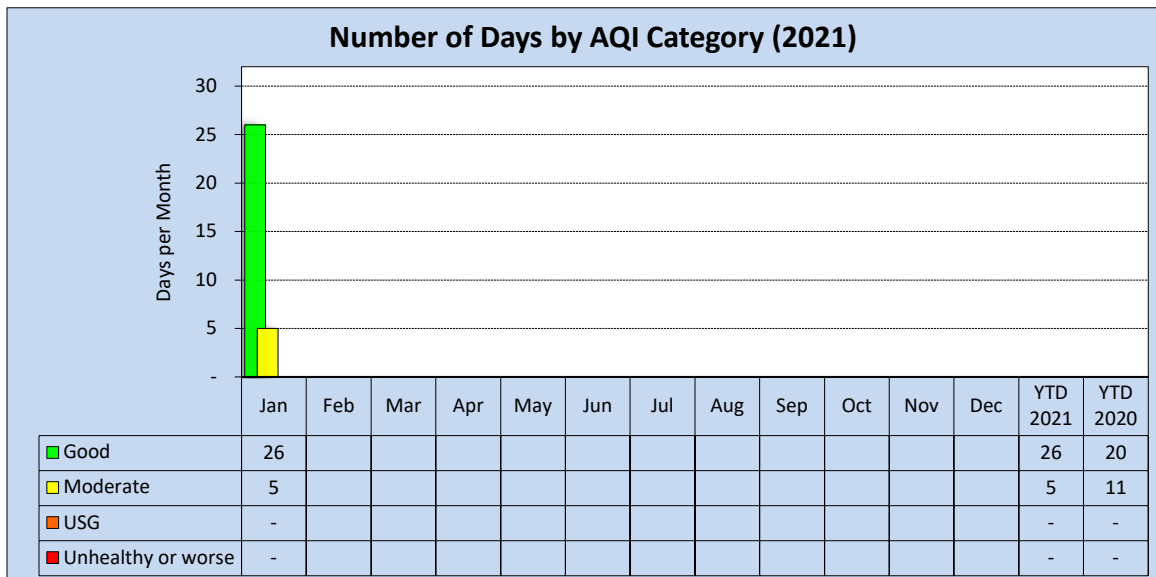 Number of Days by AQI Category (2021)
Days per Month
30
25
20
15
10
5
-
Jan Feb Mar Apr May Jun Jul Aug Sep Oct Nov Dec YTD 2021 YTD 2020
Good 26 26 20
Moderate 5 5 11
USG - - -
Unhealthy or worse - - -